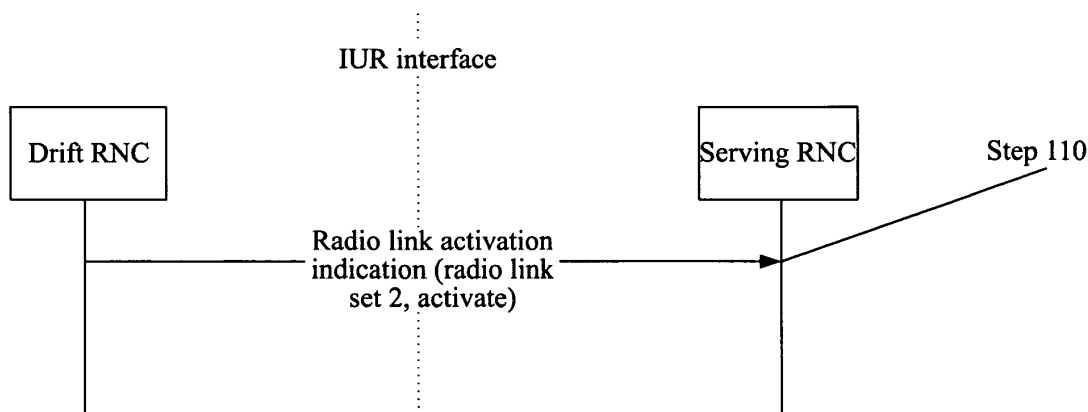 IUR interface
Drift RNC
Serving RNC
Step 110
Radio link activation
indication (radio link
set 2, activate)